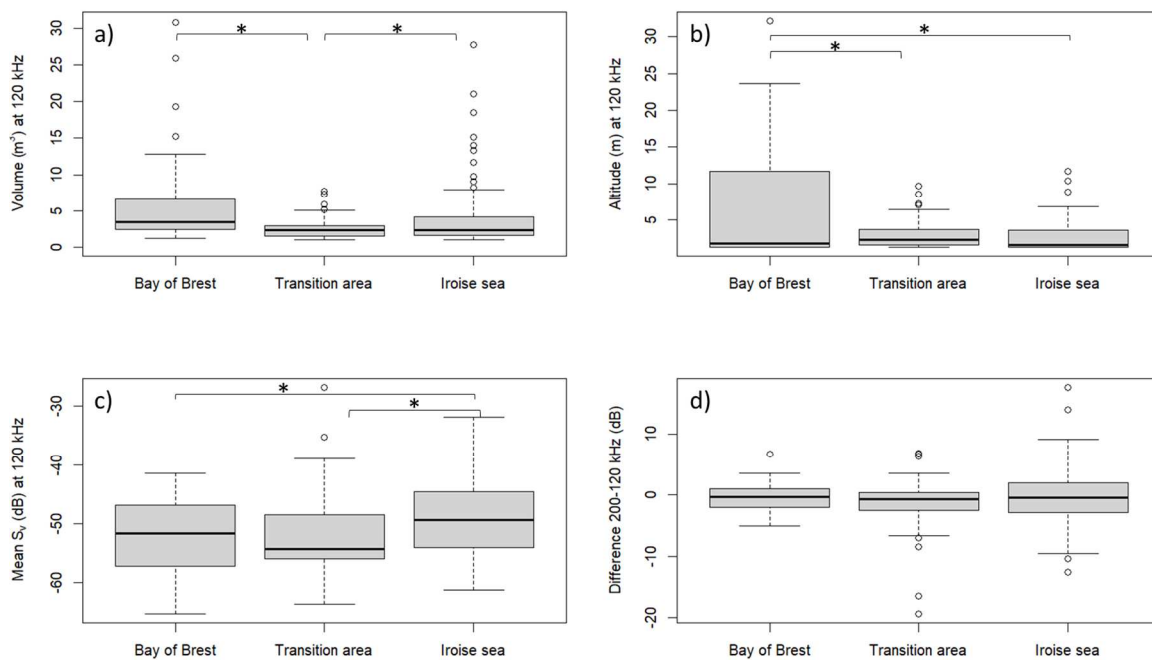 a)
*
*
Volume (m³) at 120 kHz
30
25
20
15
10
5
0
Bay of Brest
Transition area
Iroise sea
b)
*
*
Altitude (m) at 120 kHz
30
25
20
15
10
5
Bay of Brest
Transition area
Iroise sea
c)
*
*
Mean Sᵥ (dB) at 120 kHz
-30
-40
-50
-60
Bay of Brest
Transition area
Iroise sea
d)
Difference 200-120 kHz (dB)
10
0
-10
-20
Bay of Brest
Transition area
Iroise sea